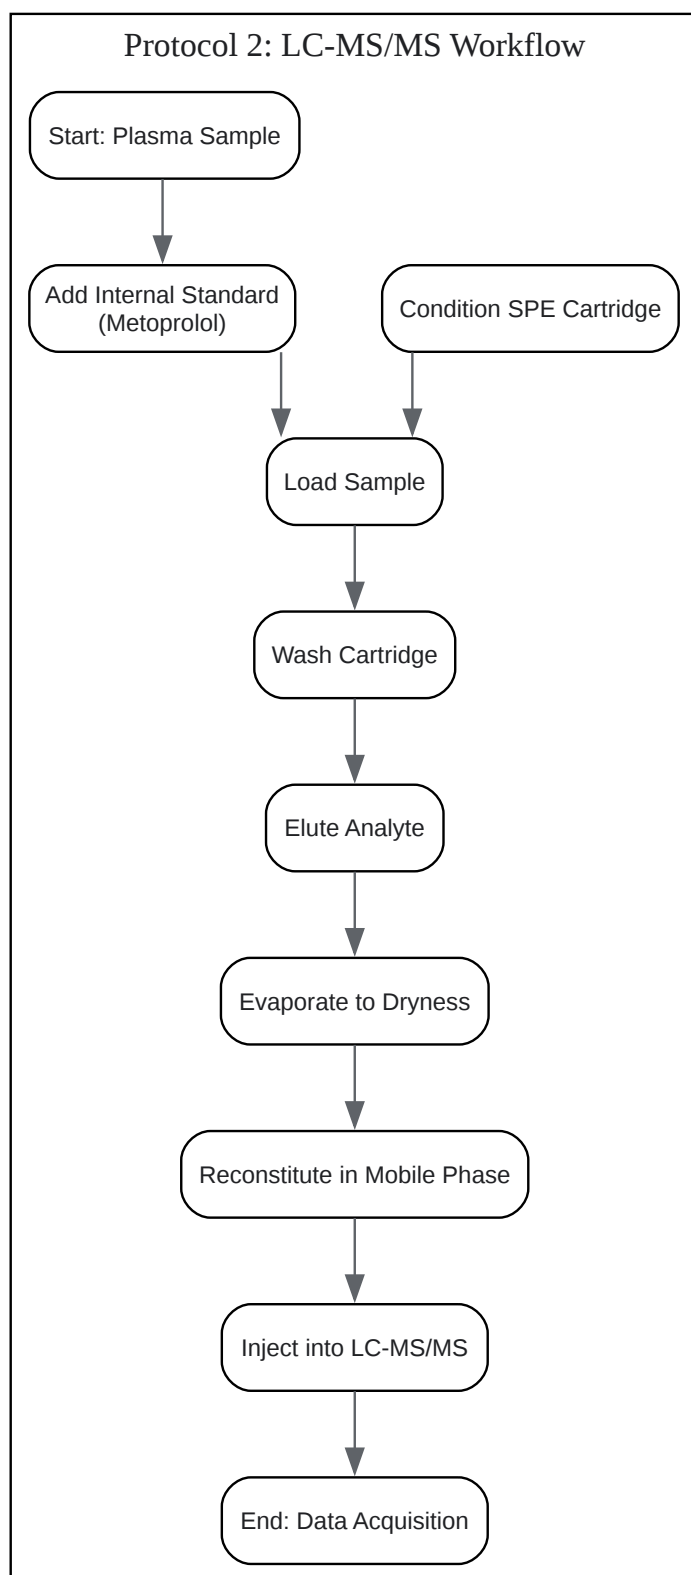 Protocol 2: LC-MS/MS Workflow
Start: Plasma Sample
Add Internal Standard
(Metoprolol)
Condition SPE Cartridge
Load Sample
Wash Cartridge
Elute Analyte
Evaporate to Dryness
Reconstitute in Mobile Phase
Inject into LC-MS/MS
End: Data Acquisition